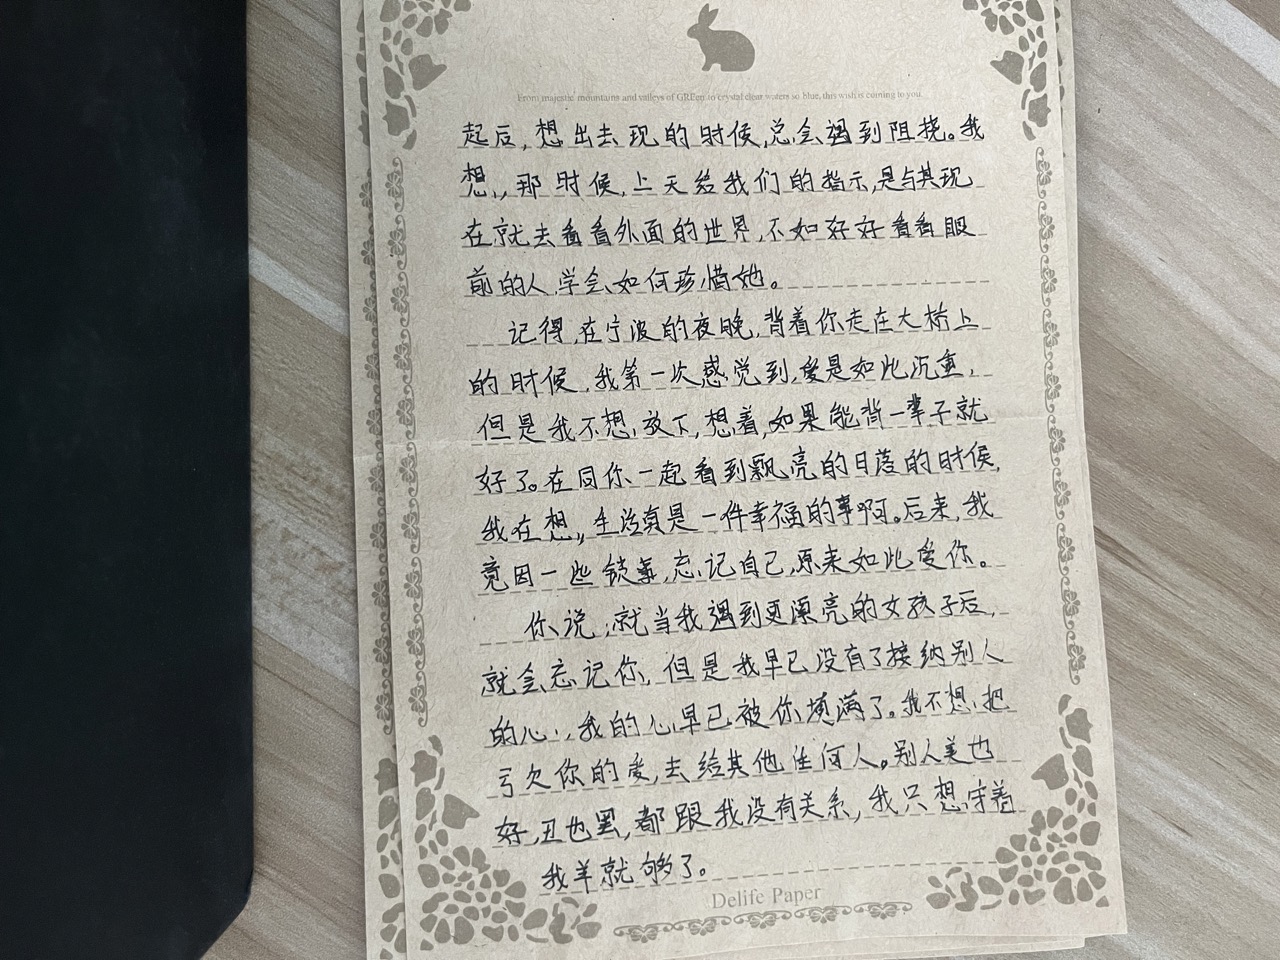 From majestic mountains and valleys of GREen to crystal clear waters so blue, this wish is coming to you.
起后，想出去现的时候，总会遇到阻挠。我
想，那时候，上天给我们的指示，是与其现
在就去看看外面的世界，不如好好看看眼
前的人，学会如何珍惜她。
记得，在宁波的夜晚，背着你走在大桥上
的时候，我第一次感觉到，爱是如此沉重，
但是我不想放下，想着，如果能背一辈子就
好了。在同你一起看到飘亮的日落的时候，
我在想，生活真是一件幸福的事啊。后来，我
竟因一些锁事，忘记自己，原来如此爱你。
你说，就当我遇到更漂亮的女孩子后，
就会忘记你，但是我早已没有了接纳别人
的心，我的心早已被你填满了。我不想把
亏欠你的爱，去给其他任何人。别人美也
好，丑也罢，都跟我没有关系，我只想守着
我羊就够了。
Delife Paper